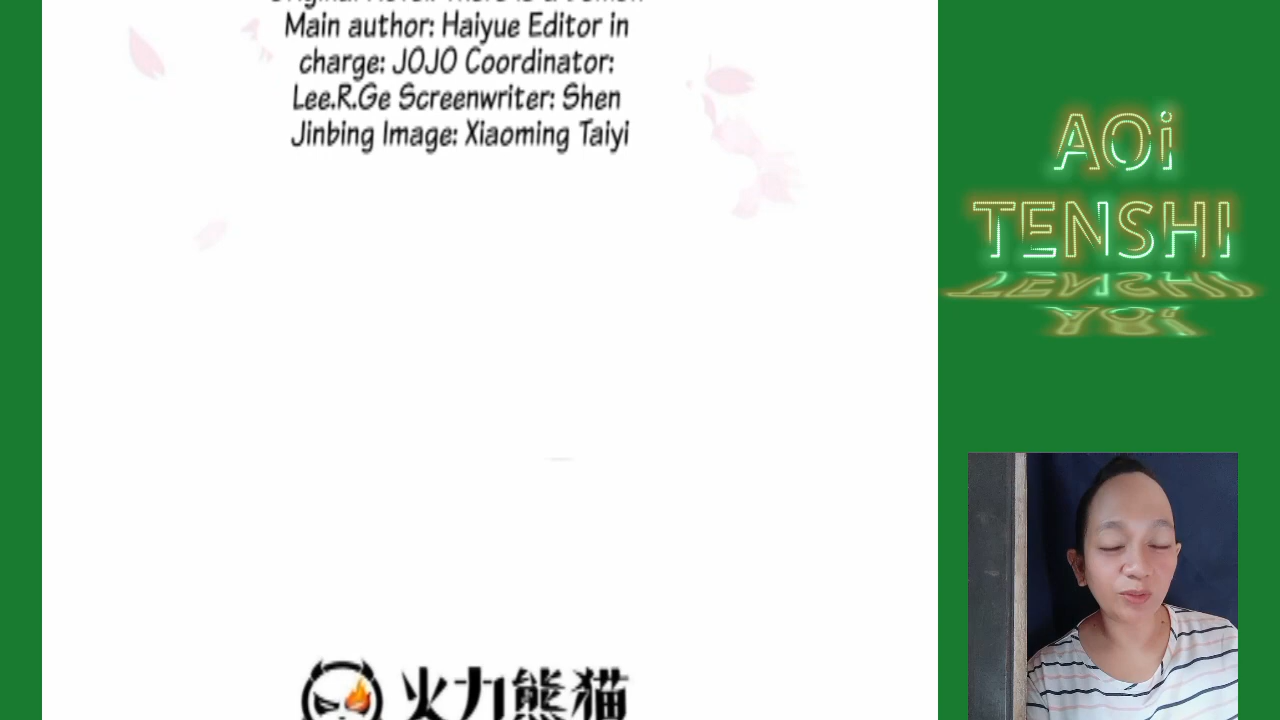 Main author: Haiyue Editor in
charge: JOJO Coordinator:
Lee.R.Ge Screenwriter: Shen
Jinbing Image: Xiaoming Taiyi
火力熊猫
AOi
TENSHI